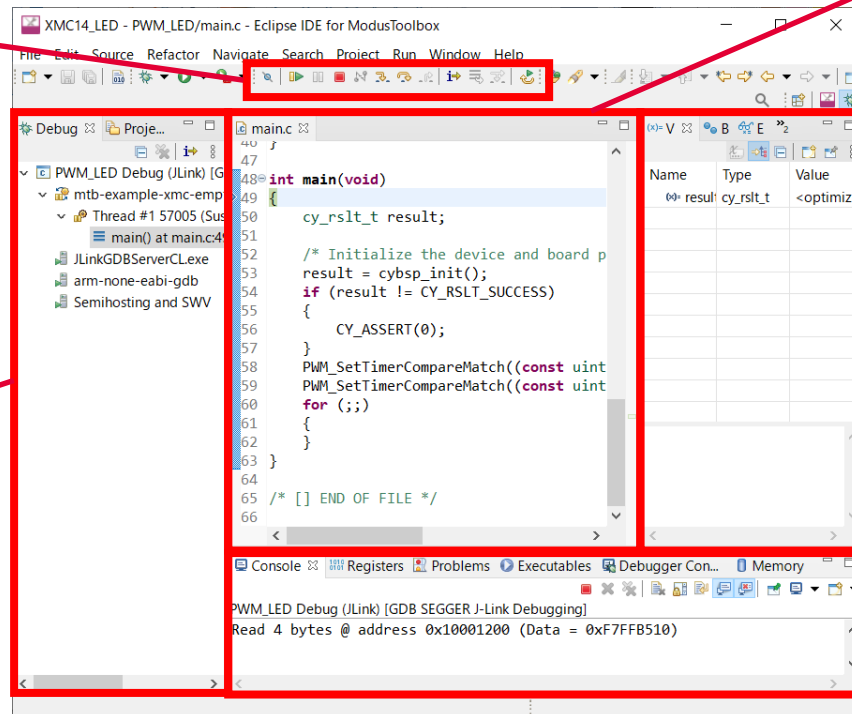 XMC14_LED - PWM_LED/main.c - Eclipse IDE for ModusToolbox
File Edit Source Refactor Navigate Search Project Run Window Help
Debug Proje...
PWM_LED Debug (JLink) [G
mtb-example-xmc-emp
Thread #1 57005 (Sus
main() at main.c:49
JLinkGDBServerCL.exe
arm-none-eabi-gdb
Semihosting and SWV
main.c
46 }
47
48 int main(void)
49 {
50 cy_rslt_t result;
51
52 /* Initialize the device and board p
53 result = cybsp_init();
54 if (result != CY_RSLT_SUCCESS)
55 {
56 CY_ASSERT(0);
57 }
58 PWM_SetTimerCompareMatch((const uint
59 PWM_SetTimerCompareMatch((const uint
60 for (;;)
61 {
62 }
63 }
64
65 /* [] END OF FILE */
66
(x)= V B E »2
Name Type Value
(x)= result cy_rslt_t <optimiz
Console Registers Problems Executables Debugger Con... Memory
PWM_LED Debug (JLink) [GDB SEGGER J-Link Debugging]
Read 4 bytes @ address 0x10001200 (Data = 0xF7FFB510)